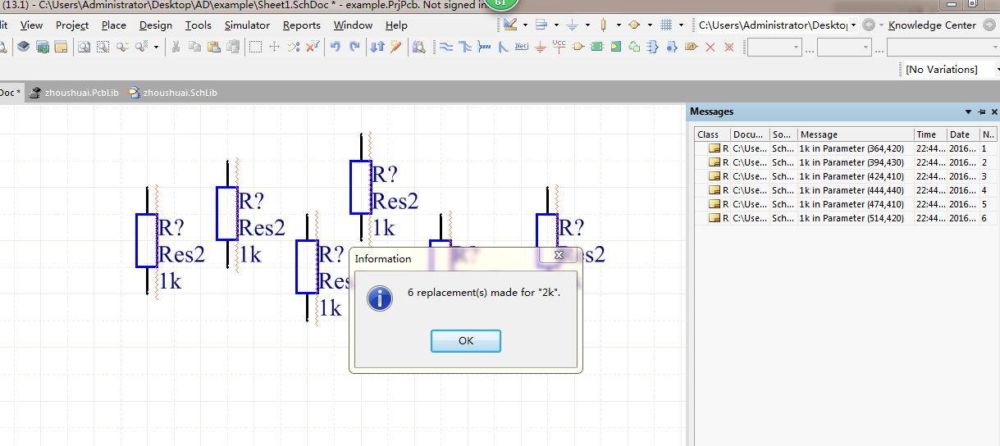 (13.1) - C:\Users\Administrator\Desktop\AD\example\Sheet1.SchDoc * - example.PrjPcb. Not signed in
61
View Project Place Design Tools Simulator Reports Window Help
C:\Users\Administrator\Deskto
Knowledge Center
Net1
Vcc
... ...
[No Variations]
Doc * zhoushuai.PcbLib zhoushuai.SchLib
Messages
Class Docu... So... Message Time Date N..
R C:\Use... Sch... 1k in Parameter (364,420) 22:44... 2016... 1
R C:\Use... Sch... 1k in Parameter (394,430) 22:44... 2016... 2
R C:\Use... Sch... 1k in Parameter (424,410) 22:44... 2016... 3
R C:\Use... Sch... 1k in Parameter (444,440) 22:44... 2016... 4
R C:\Use... Sch... 1k in Parameter (474,410) 22:44... 2016... 5
R C:\Use... Sch... 1k in Parameter (514,420) 22:44... 2016... 6
R?
Res2
1k
R?
Res2
1k
R?
Res
1k
R?
Res2
1k
R?
R?
s2
Information
6 replacement(s) made for "2k".
OK